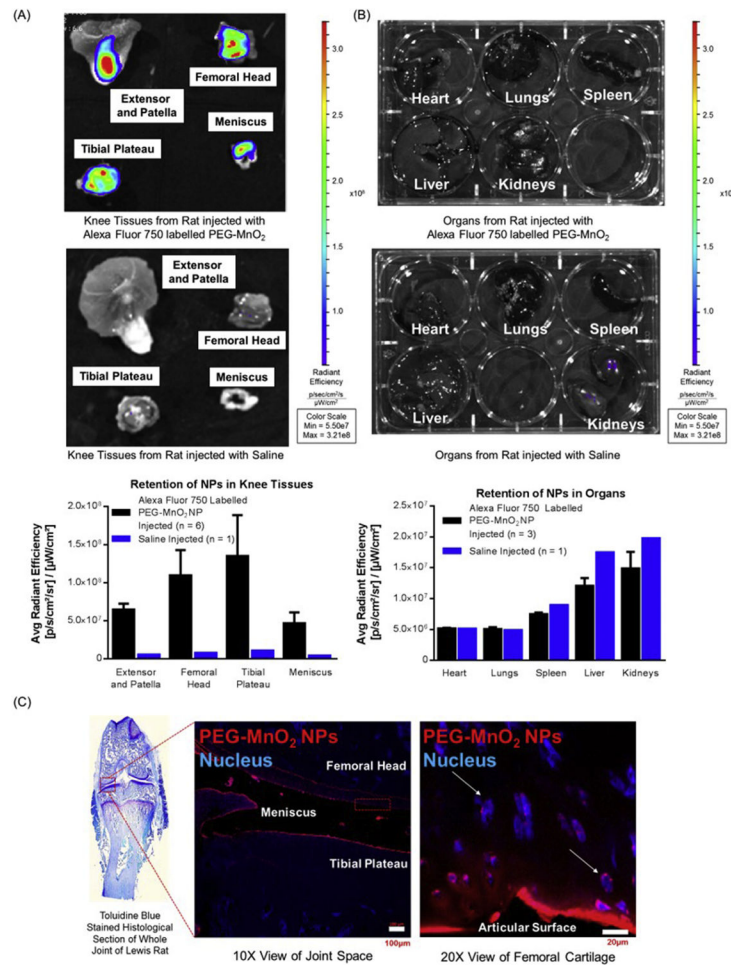 (A)
(B)
Extensor
and Patella
Femoral Head
Meniscus
Tibial Plateau
Knee Tissues from Rat injected with
Alexa Fluor 750 labelled PEG-MnO₂
3.0
2.5
2.0
x10⁸
1.5
1.0
Radiant
Efficiency
p/sec/cm²/s
µW/cm²
Color Scale
Min = 5.50e7
Max = 3.21e8
Heart
Lungs
Spleen
Liver
Kidneys
Organs from Rat injected with
Alexa Fluor 750 labelled PEG-MnO₂
3.0
2.5
2.0
x10
1.5
1.0
Radiant
Efficiency
p/sec/cm²/s
µW/cm²
Color Scale
Min = 5.50e7
Max = 3.21e8
Extensor
and Patella
Femoral Head
Tibial Plateau
Meniscus
Knee Tissues from Rat injected with Saline
Heart
Lungs
Spleen
Liver
Kidneys
Organs from Rat injected with Saline
Retention of NPs in Knee Tissues
Alexa Fluor 750 Labelled
PEG-MnO₂ NP
Injected (n = 6)
Saline Injected (n = 1)
Avg Radiant Efficiency
[p/s/cm²/sr] / [µW/cm²]
2.0×10⁸
1.5×10⁸
1.0×10⁸
5.0×10⁷
0
Extensor
and Patella
Femoral
Head
Tibial
Plateau
Meniscus
Retention of NPs in Organs
Alexa Fluor 750 Labelled
PEG-MnO₂ NP
Injected (n = 3)
Saline Injected (n = 1)
Avg Radiant Efficiency
[p/s/cm²/sr] / [µW/cm²]
2.5×10⁷
2.0×10⁷
1.5×10⁷
1.0×10⁷
5.0×10⁶
0
Heart
Lungs
Spleen
Liver
Kidneys
(C)
Toluidine Blue
Stained Histological
Section of Whole
Joint of Lewis Rat
PEG-MnO₂ NPs
Nucleus
Femoral Head
Meniscus
Tibial Plateau
100µm
10X View of Joint Space
PEG-MnO₂ NPs
Nucleus
Articular Surface
20µm
20X View of Femoral Cartilage